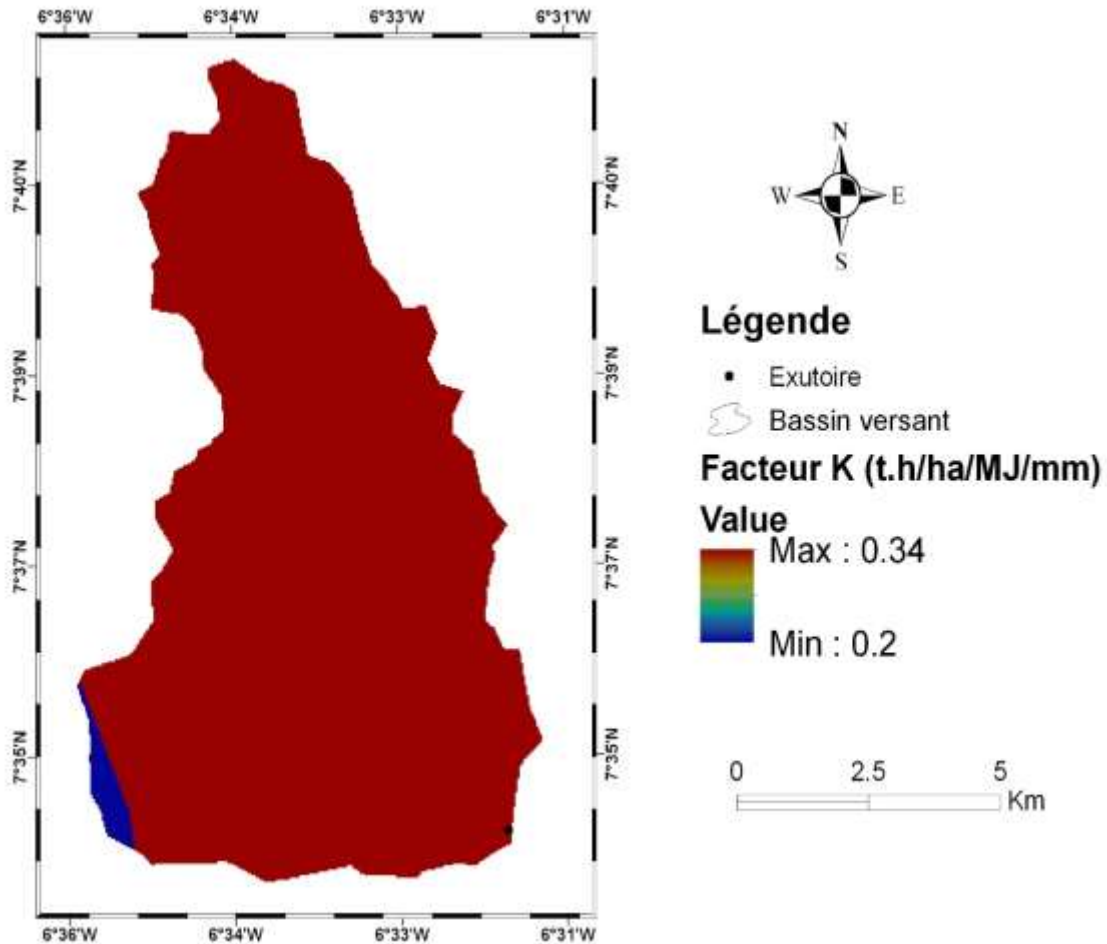 6°36'W 6°34'W 6°33'W 6°31'W
7°40'N 7°40'N
7°39'N 7°39'N
7°37'N 7°37'N
7°35'N 7°35'N
6°36'W 6°34'W 6°33'W 6°31'W
N
W E
S
Légende
Exutoire
Bassin versant
Facteur K (t.h/ha/MJ/mm)
Value
Max : 0.34
Min : 0.2
0 2.5 5
Km